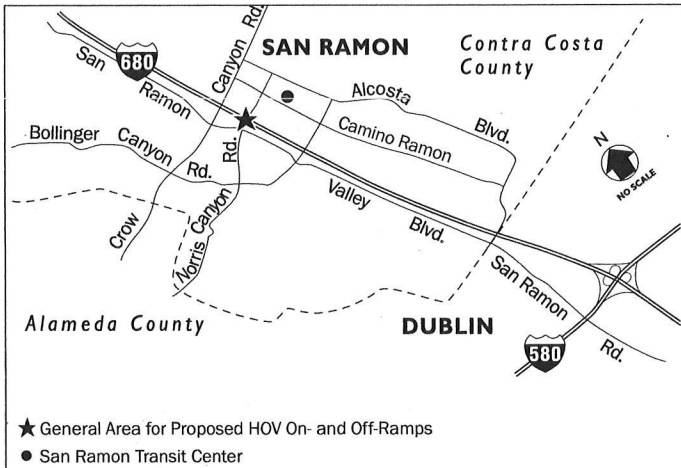 680
San Ramon
Canyon Rd.
SAN RAMON
Contra Costa
County
Alcosta
Blvd.
Camino Ramon
Bollinger Canyon Rd.
Rd.
N
NO SCALE
Valley
Blvd.
Crow
Norris Canyon
San Ramon
Rd.
Alameda County
DUBLIN
580
General Area for Proposed HOV On- and Off-Ramps
San Ramon Transit Center